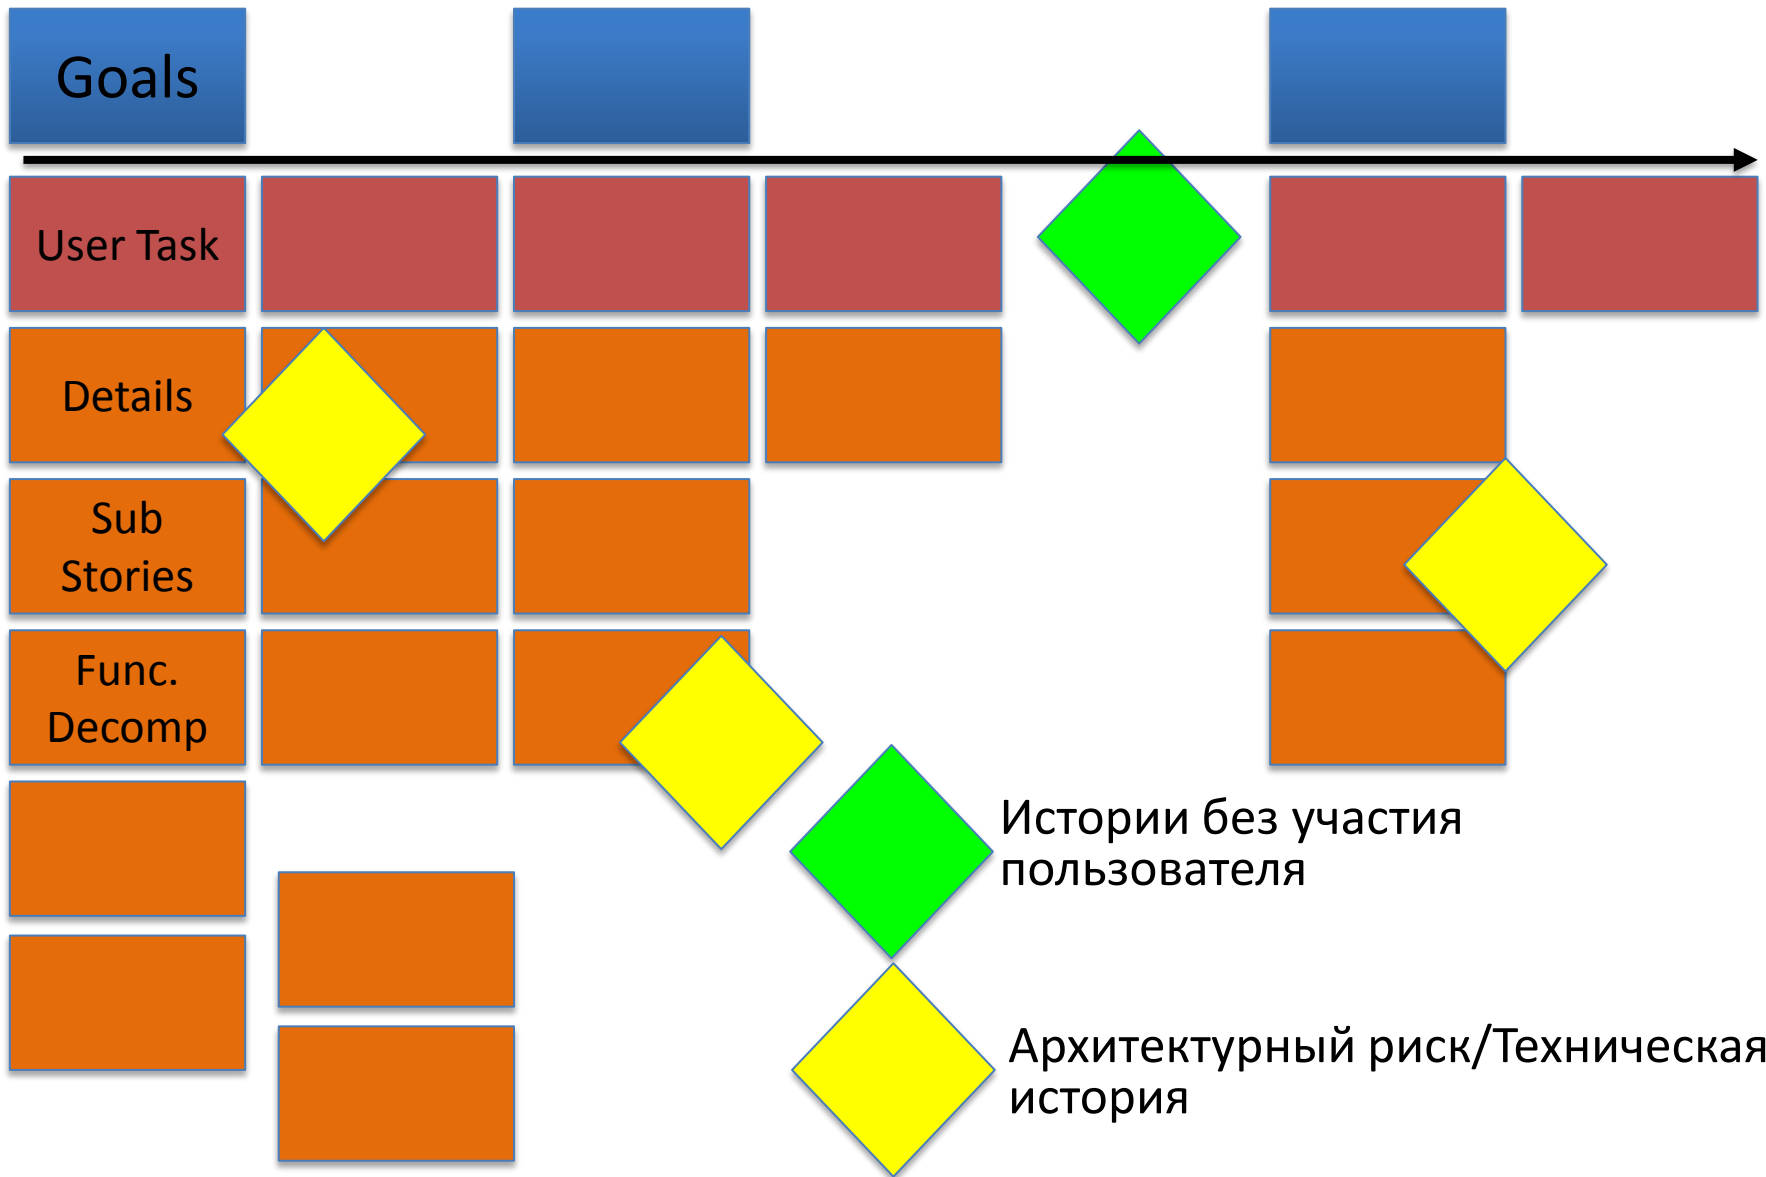 Goals
User Task
Details
Sub
Stories
Func.
Decomp
Истории без участия
пользователя
Архитектурный риск/Техническая
история